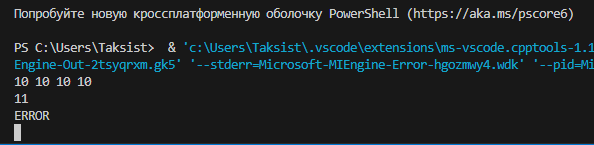 Попробуйте новую кроссплатформенную оболочку PowerShell (https://aka.ms/pscore6)
PS C:\Users\Taksist>  & 'c:\Users\Taksist\.vscode\extensions\ms-vscode.cpptools-1.1
Engine-Out-2tsyqrxm.gk5' '--stderr=Microsoft-MIEngine-Error-hgozmwy4.wdk' '--pid=Mi
10 10 10 10
11
ERROR